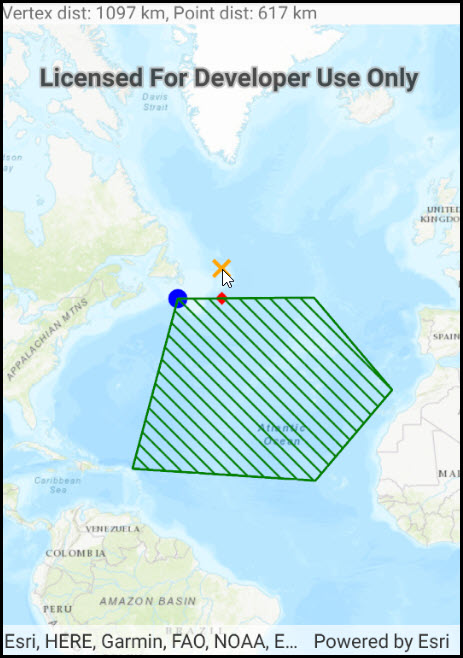 Vertex dist: 1097 km, Point dist: 617 km
Licensed For Developer Use Only
Davis
Strait
UNITED
KINGDO
APPALACHIAN MTNS
SPAIN
Atlantic
Ocean
MA
Caribbean
Sea
VENEZUELA
COLOMBIA
AMAZON BASIN
PERU
BRAZIL
Esri, HERE, Garmin, FAO, NOAA, E... Powered by Esri